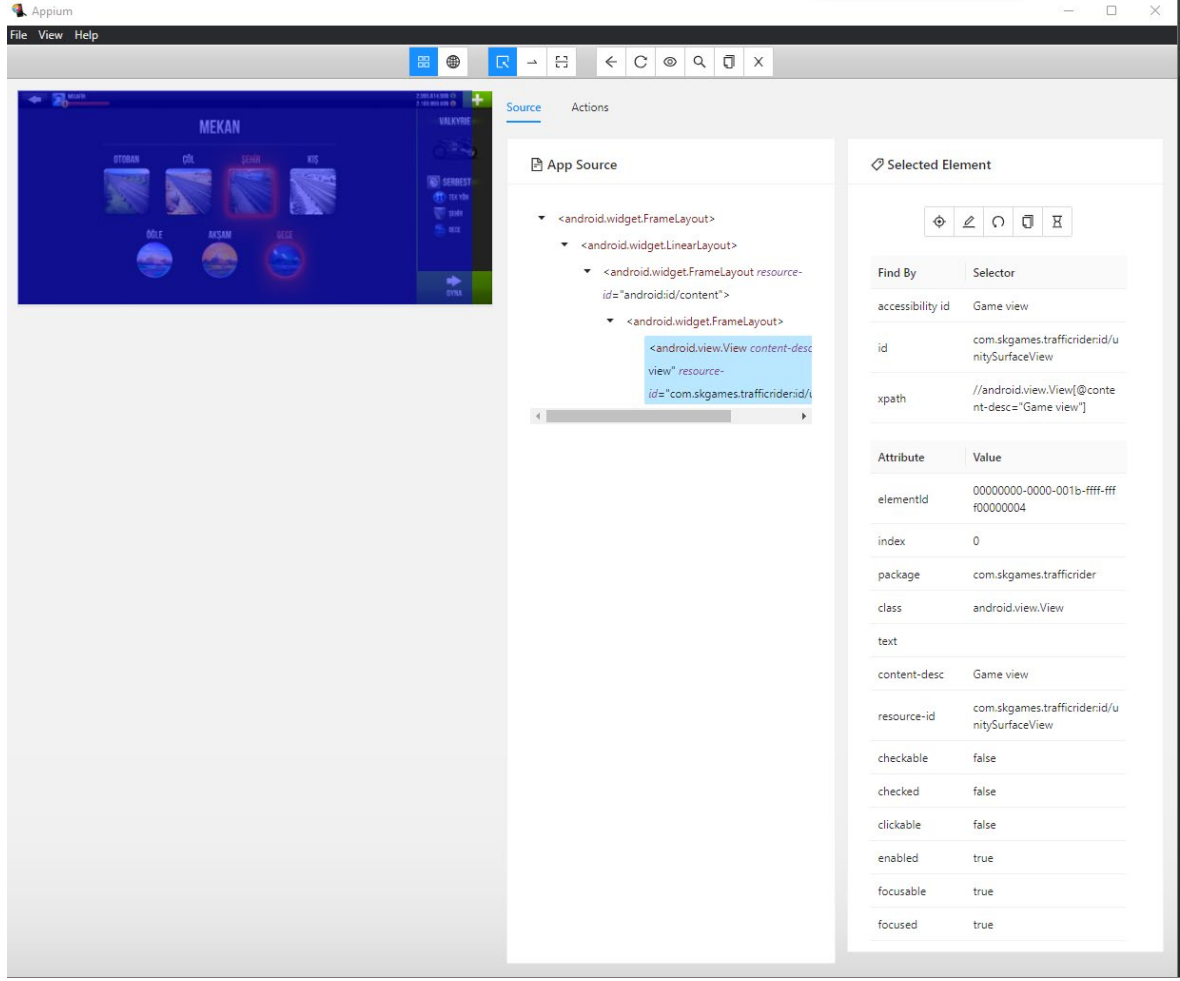 Appium
File View Help
MEKAN
OTOBAN ÇÖL ŞEHİR KIŞ
ÖĞLE AKŞAM GECE
VALKYRIE
SERBEST
TEK YÖN
ŞEHİR
GECE
OYNA
Source Actions
App Source
<android.widget.FrameLayout>
<android.widget.LinearLayout>
<android.widget.FrameLayout resource-
id="android:id/content">
<android.widget.FrameLayout>
<android.view.View content-desc
view" resource-
id="com.skgames.trafficrider:id/u
Selected Element
Find By Selector
accessibility id Game view
id com.skgames.trafficrider:id/u
nitySurfaceView
xpath //android.view.View[@conte
nt-desc="Game view"]
Attribute Value
elementId 00000000-0000-001b-ffff-fff
f00000004
index 0
package com.skgames.trafficrider
class android.view.View
text
content-desc Game view
resource-id com.skgames.trafficrider:id/u
nitySurfaceView
checkable false
checked false
clickable false
enabled true
focusable true
focused true